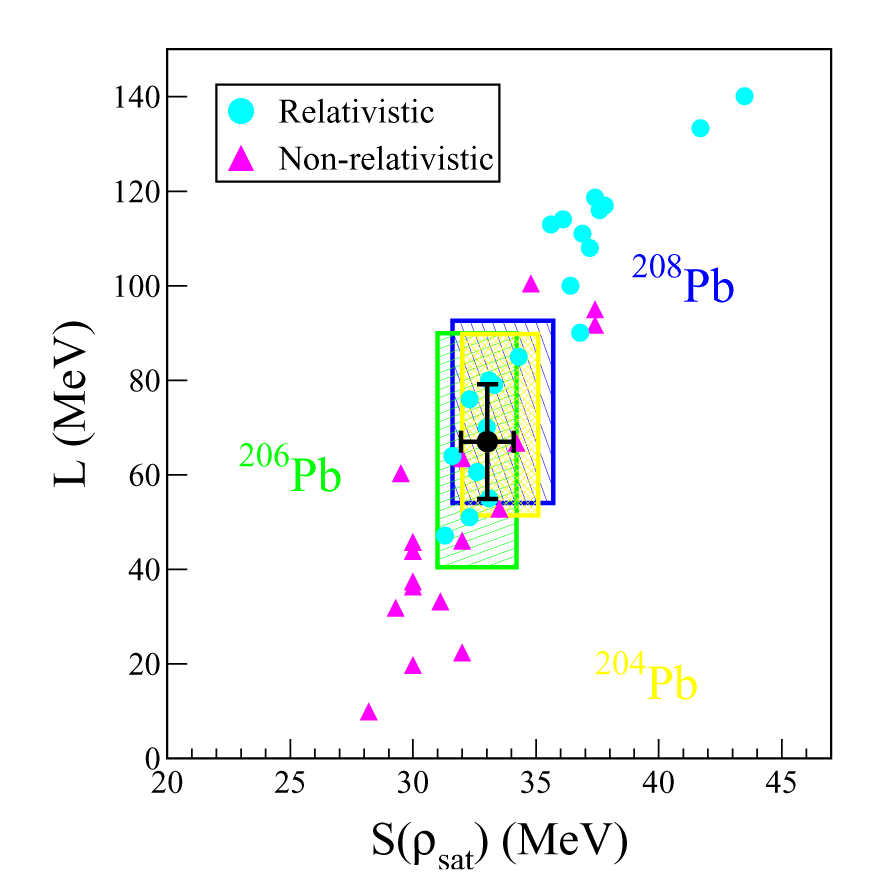 Relativistic
Non-relativistic
²⁰⁸Pb
²⁰⁶Pb
²⁰⁴Pb
L (MeV)
140
120
100
80
60
40
20
0
20 25 30 35 40 45
S(ρsat) (MeV)